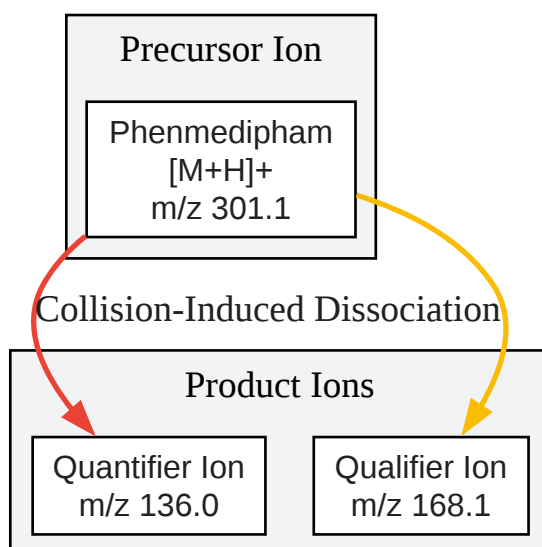 Precursor Ion
Phenmedipham
[M+H]+
m/z 301.1
Collision-Induced Dissociation
Product Ions
Quantifier Ion
m/z 136.0
Qualifier Ion
m/z 168.1